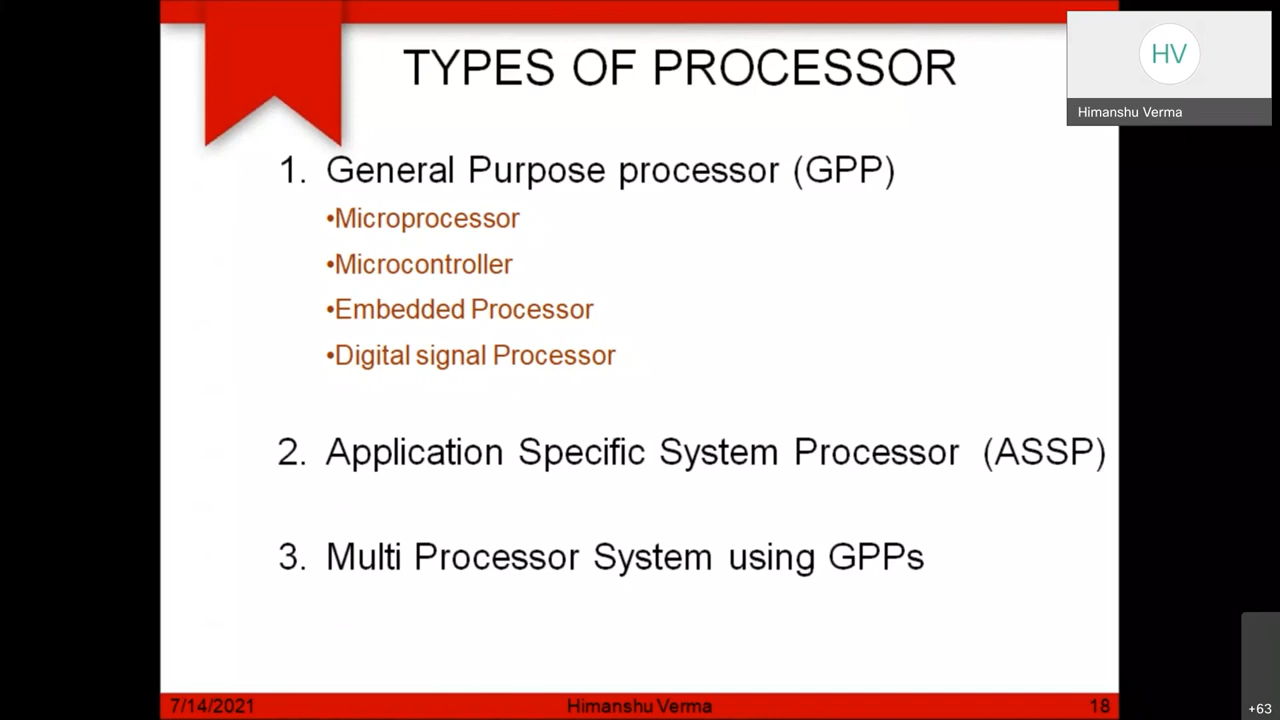 TYPES OF PROCESSOR
HV
Himanshu Verma
1. General Purpose processor (GPP)
•Microprocessor
•Microcontroller
•Embedded Processor
•Digital signal Processor
2. Application Specific System Processor (ASSP)
3. Multi Processor System using GPPs
7/14/2021 Himanshu Verma 18
+63